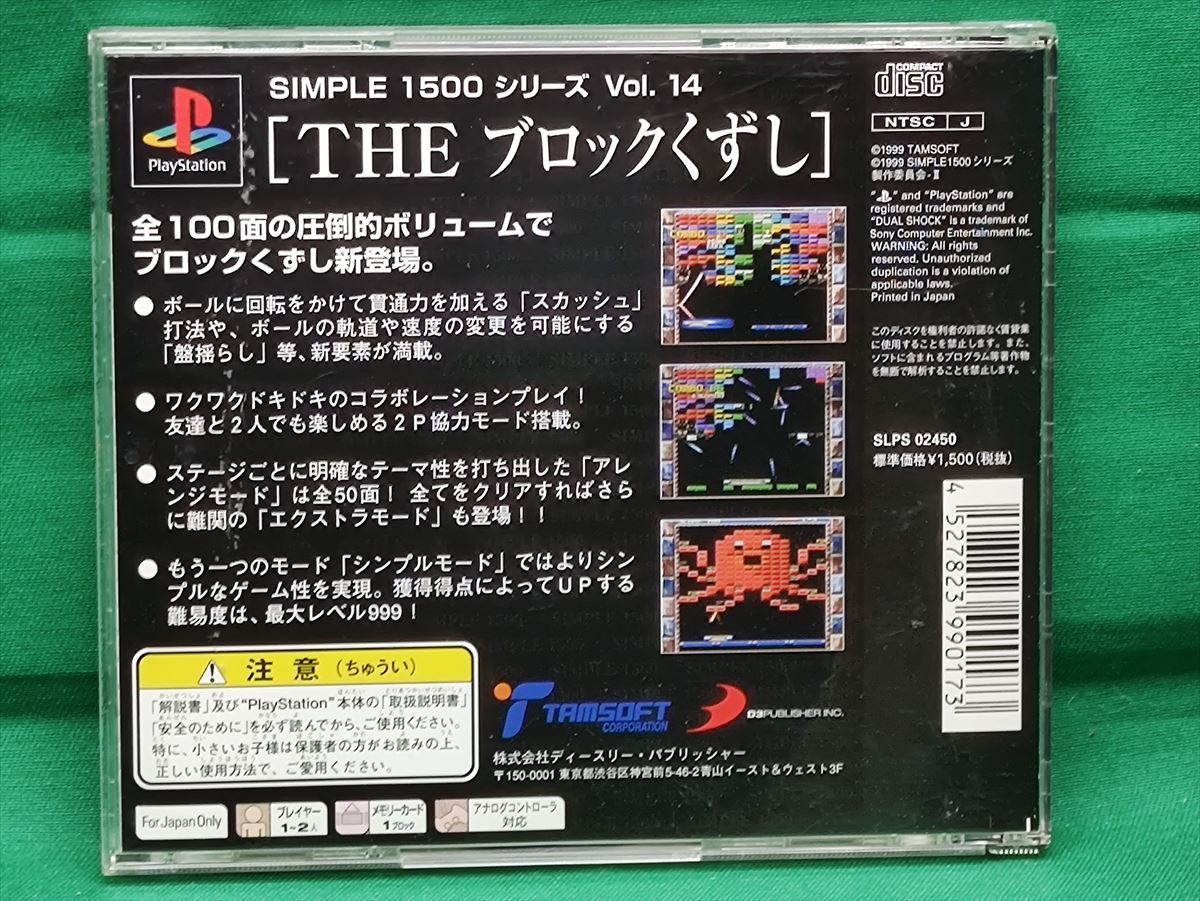 SIMPLE 1500 シリーズ Vol. 14
[THE ブロックくずし]
PlayStation
全100面の圧倒的ボリュームで
ブロックくずし新登場。
● ボールに回転をかけて貫通力を加える「スカッシュ」
打法や、ボールの軌道や速度の変更を可能にする
「盤揺らし」等、新要素が満載。
● ワクワクドキドキのコラボレーションプレイ！
友達と2人でも楽しめる2P協力モード搭載。
● ステージごとに明確なテーマ性を打ち出した「アレ
ンジモード」は全50面！ 全てをクリアすればさら
に難関の「エクストラモード」も登場！！
● もう一つのモード「シンプルモード」ではよりシン
プルなゲーム性を実現。獲得得点によってUPする
難易度は、最大レベル999！
COMBO
COMBO
COMPACT
disc
NTSC J
©1999 TAMSOFT
©1999 SIMPLE1500シリーズ
製作委員会-Ⅱ
" " and "PlayStation" are
registered trademarks and
"DUAL SHOCK" is a trademark of
Sony Computer Entertainment Inc.
WARNING: All rights
reserved. Unauthorized
duplication is a violation of
applicable laws.
Printed in Japan
このディスクを権利者の許諾なく賃貸業
に使用することを禁止します。また、
ソフトに含まれるプログラム等著作物
を無断で解析することを禁止します。
SLPS 02450
標準価格¥1,500(税抜)
4 527823 990173
注 意 (ちゅうい)
「解説書」及び"PlayStation"本体の「取扱説明書」
「安全のために」を必ず読んでから、ご使用ください。
特に、小さいお子様は保護者の方がお読みの上、
正しい使用方法で、ご愛用ください。
TAMSOFT
CORPORATION
D3PUBLISHER INC.
株式会社ディースリー・パブリッシャー
〒150-0001 東京都渋谷区神宮前5-46-2青山イースト&ウェスト3F
For Japan Only
プレイヤー
1～2人
メモリーカード
1ブロック
アナログコントローラ
対応